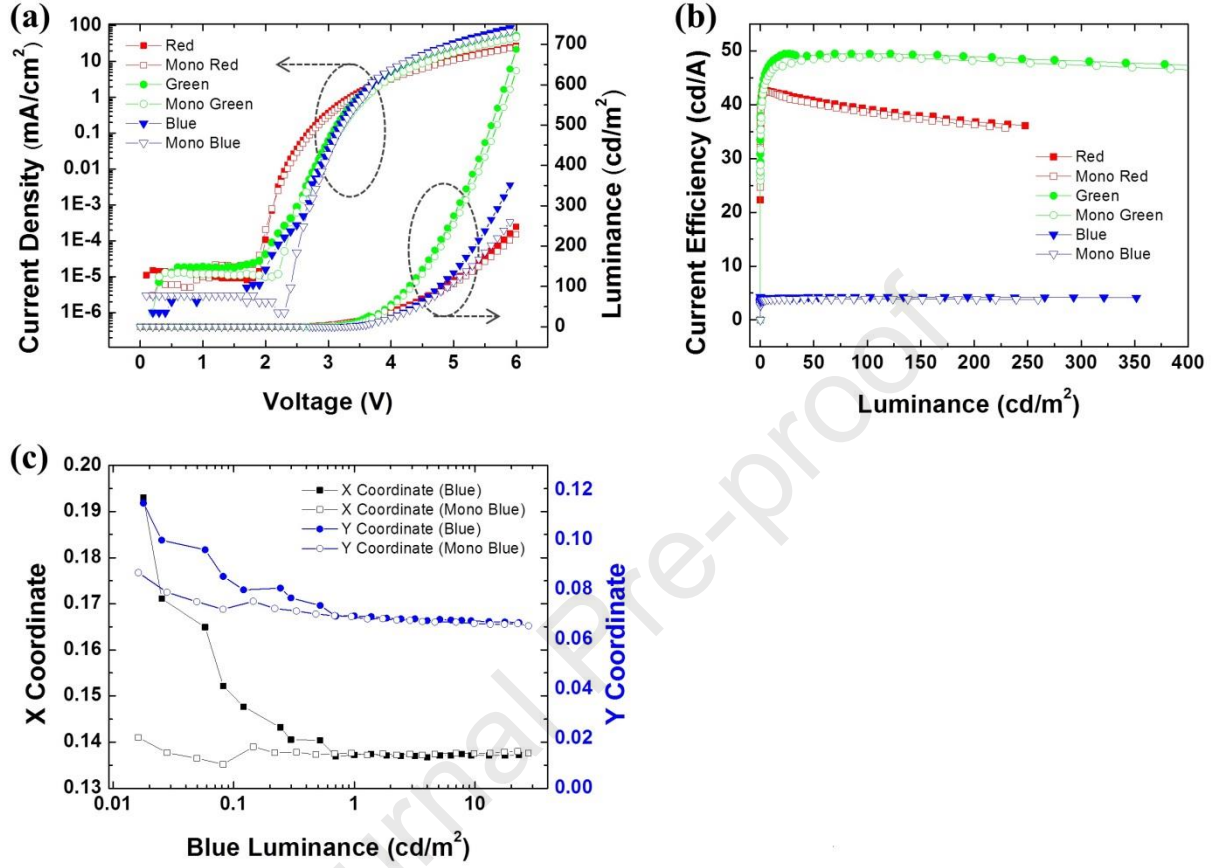 (a)
Current Density (mA/cm²)
100
10
1
0.1
0.01
1E-3
1E-4
1E-5
1E-6
Red
Mono Red
Green
Mono Green
Blue
Mono Blue
700
600
500
400
300
200
100
0
Luminance (cd/m²)
0 1 2 3 4 5 6
Voltage (V)
(b)
Current Efficiency (cd/A)
50
40
30
20
10
0
Red
Mono Red
Green
Mono Green
Blue
Mono Blue
0 50 100 150 200 250 300 350 400
Luminance (cd/m²)
(c)
X Coordinate
0.20
0.19
0.18
0.17
0.16
0.15
0.14
0.13
X Coordinate (Blue)
X Coordinate (Mono Blue)
Y Coordinate (Blue)
Y Coordinate (Mono Blue)
0.12
0.10
0.08
0.06
0.04
0.02
0.00
Y Coordinate
0.01 0.1 1 10
Blue Luminance (cd/m²)
urnal Pre-proof